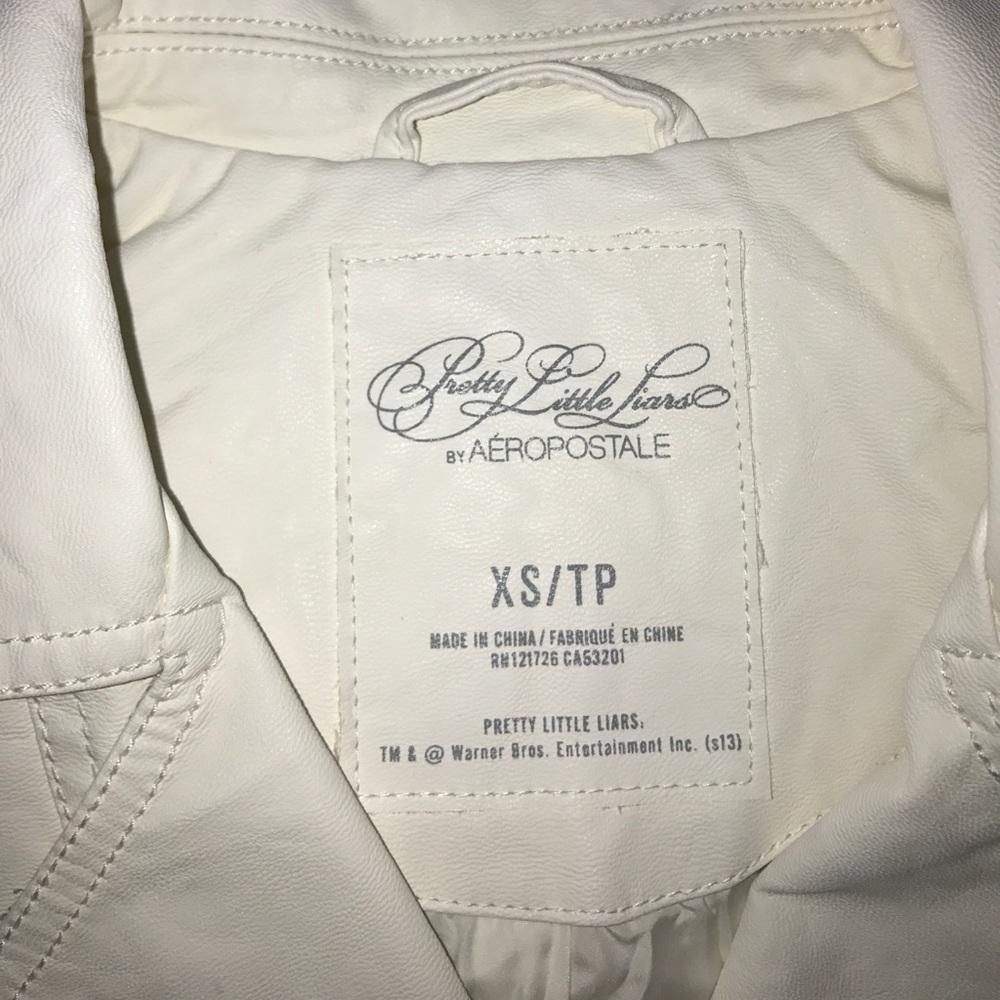 Pretty Little Liars
BY AÉROPOSTALE
XS/TP
MADE IN CHINA / FABRIQUÉ EN CHINE
RN121726 CA53201
PRETTY LITTLE LIARS:
TM & @ Warner Bros. Entertainment Inc. (s13)